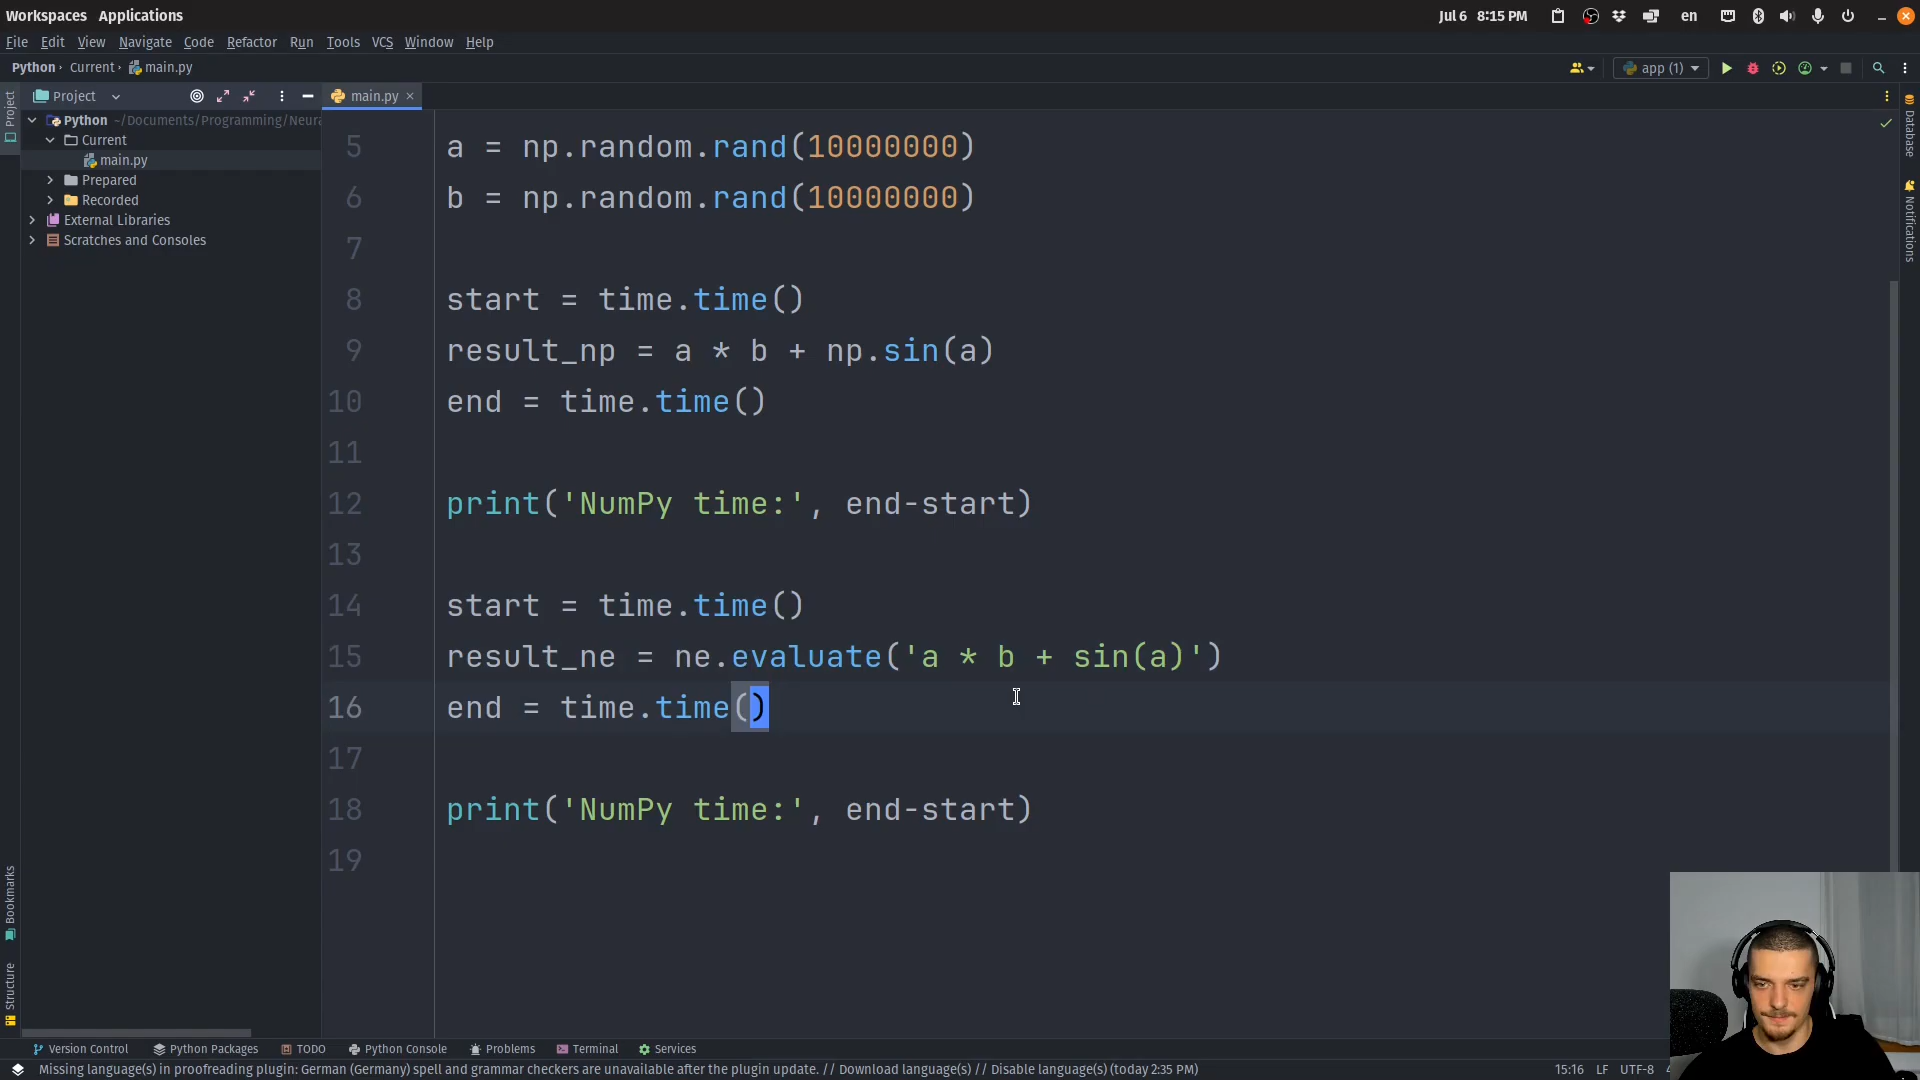 Workspaces Applications
Jul 6 8:15 PM
en
File Edit View Navigate Code Refactor Run Tools VCS Window Help
Python Current main.py
app (1)
Project
main.py
Python ~/Documents/Programming/Neura
Current
main.py
Prepared
Recorded
External Libraries
Scratches and Consoles
Project
Bookmarks
Structure
Database
Notifications
5 a = np.random.rand(10000000)
6 b = np.random.rand(10000000)
7
8 start = time.time()
9 result_np = a * b + np.sin(a)
10 end = time.time()
11
12 print('NumPy time:', end-start)
13
14 start = time.time()
15 result_ne = ne.evaluate('a * b + sin(a)')
16 end = time.time()
17
18 print('NumPy time:', end-start)
19
Version Control Python Packages TODO Python Console Problems Terminal Services
Missing language(s) in proofreading plugin: German (Germany) spell and grammar checkers are unavailable after the plugin update. // Download language(s) // Disable language(s) (today 2:35 PM)
15:16 LF UTF-8